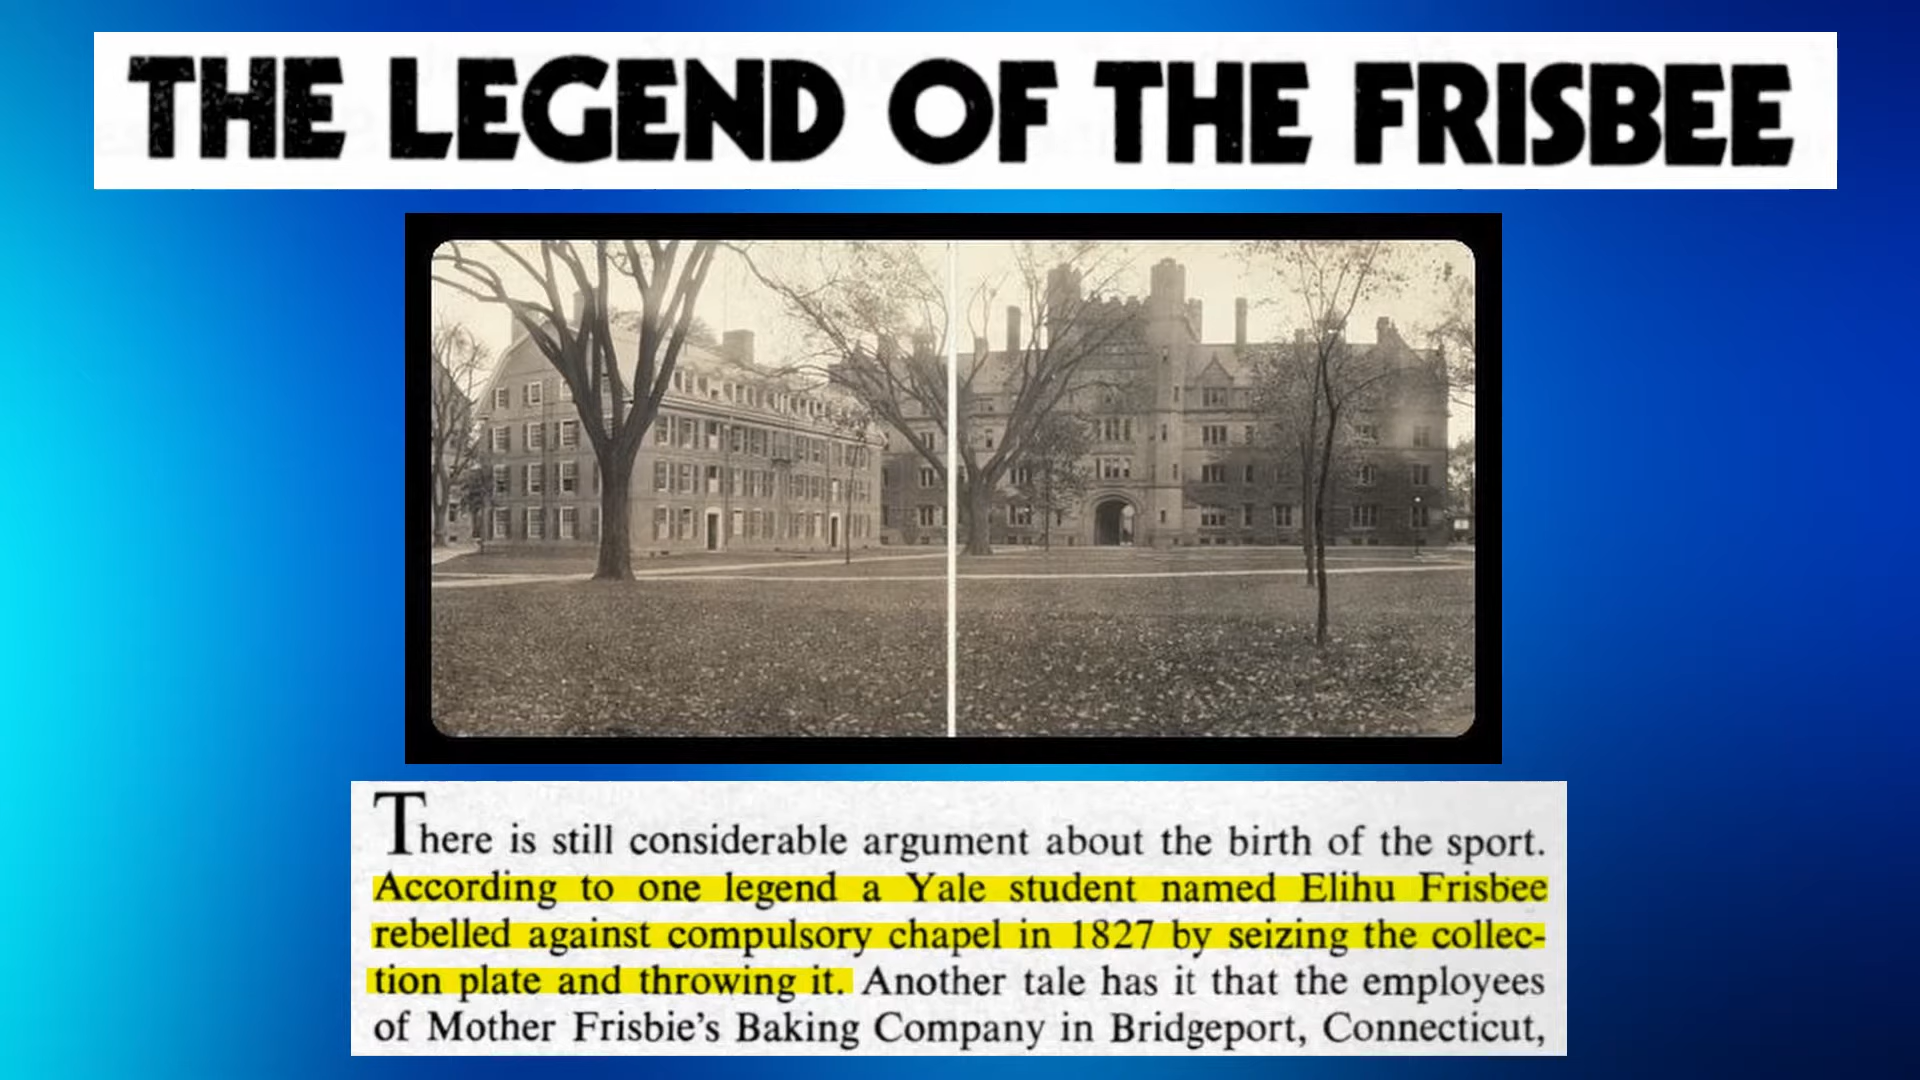 THE LEGEND OF THE FRISBEE
There is still considerable argument about the birth of the sport.
According to one legend a Yale student named Elihu Frisbee
rebelled against compulsory chapel in 1827 by seizing the collec-
tion plate and throwing it. Another tale has it that the employees
of Mother Frisbie's Baking Company in Bridgeport, Connecticut,